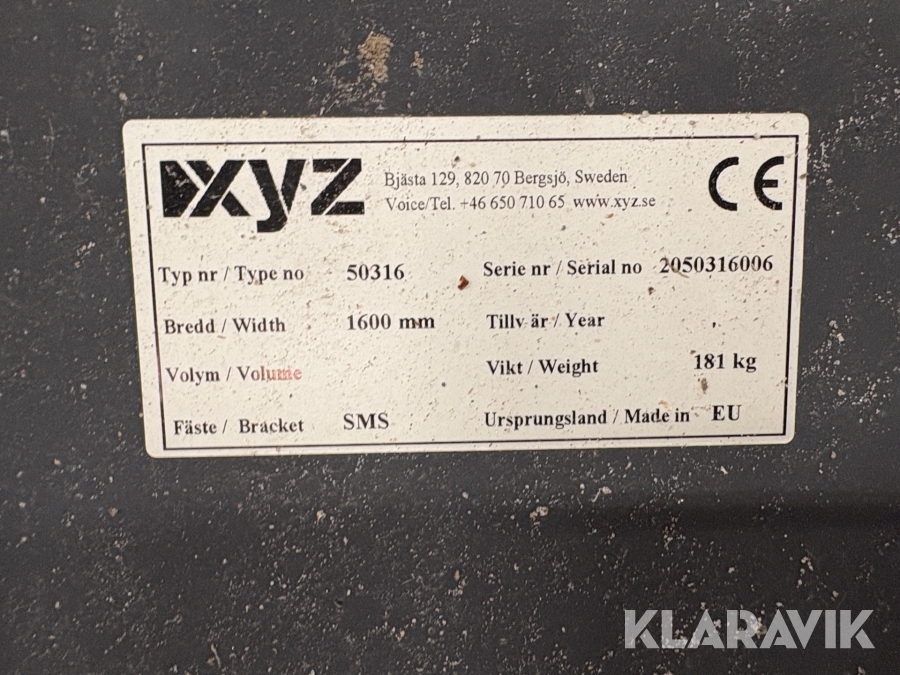 XYZ
Bjästa 129, 820 70 Bergsjö, Sweden
Voice/Tel. +46 650 710 65 www.xyz.se
CE
Typ nr / Type no 50316 Serie nr / Serial no 2050316006
Bredd / Width 1600 mm Tillv är / Year
Volym / Volume Vikt / Weight 181 kg
Fäste / Bracket SMS Ursprungsland / Made in EU
KLARAVIK